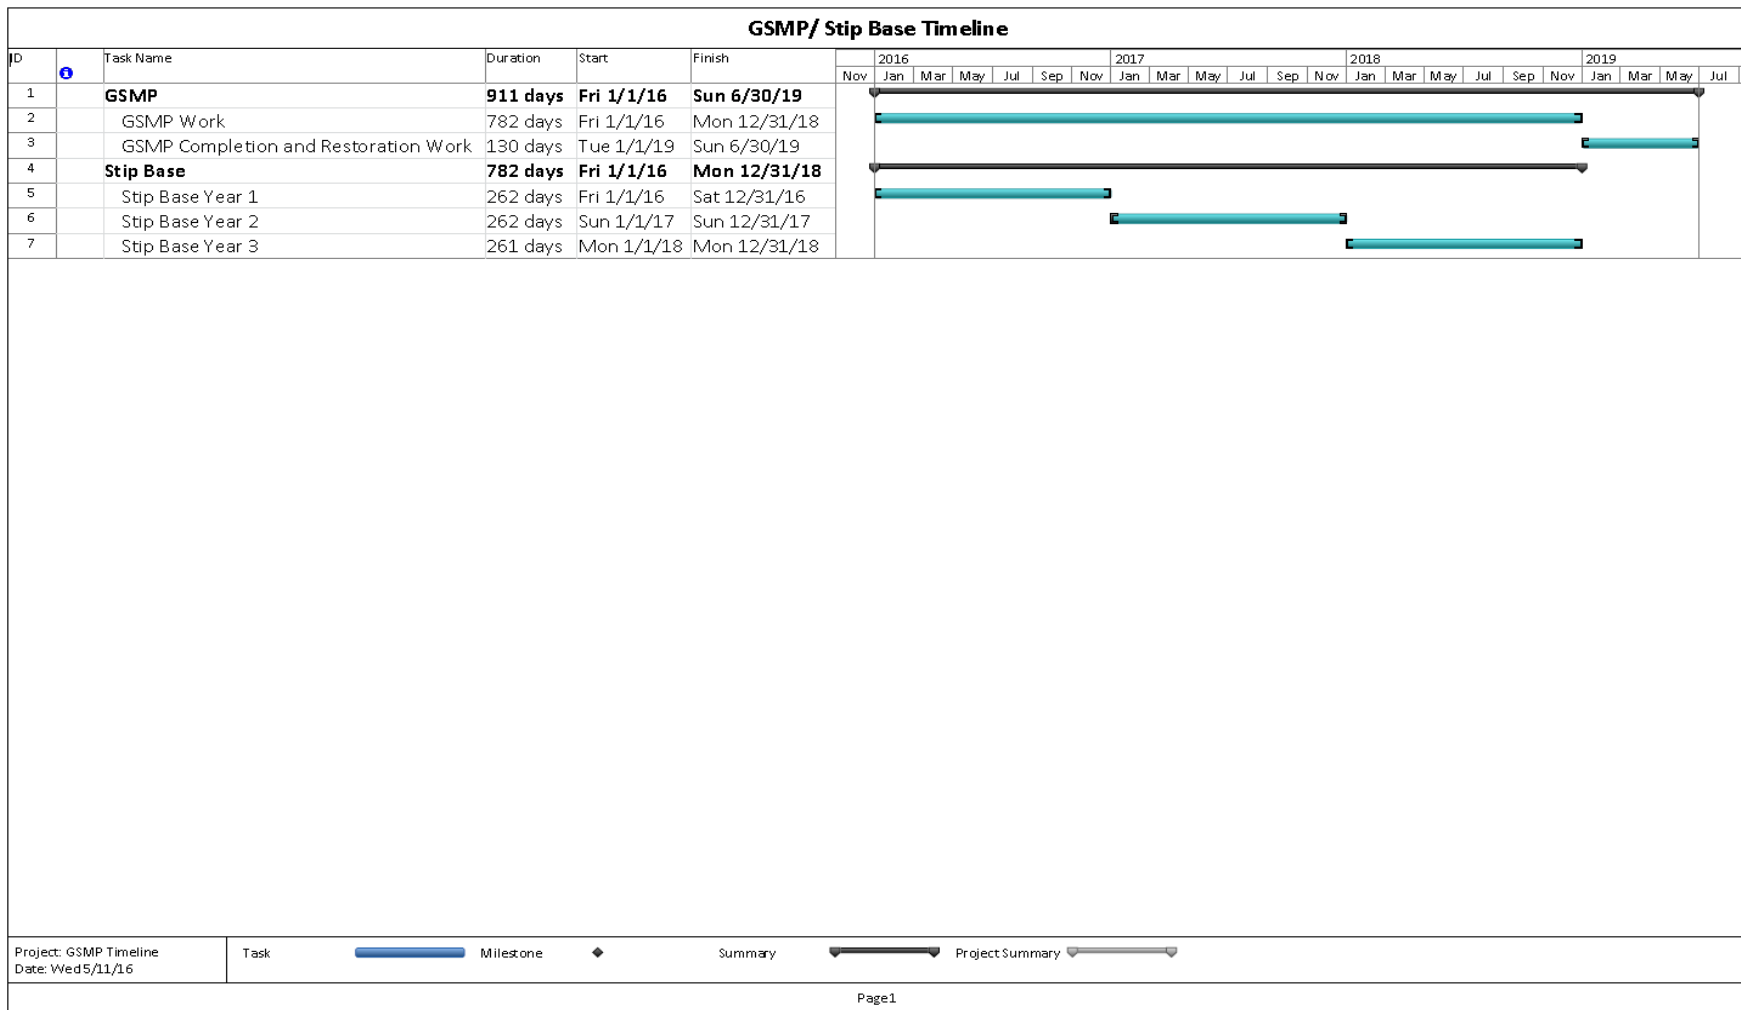 GSMP/ Stip Base Timeline
ID Task Name Duration Start Finish 2016 2017 2018 2019
Nov Jan Mar May Jul Sep Nov Jan Mar May Jul Sep Nov Jan Mar May Jul Sep Nov Jan Mar May Jul
1 GSMP 911 days Fri 1/1/16 Sun 6/30/19
2 GSMP Work 782 days Fri 1/1/16 Mon 12/31/18
3 GSMP Completion and Restoration Work 130 days Tue 1/1/19 Sun 6/30/19
4 Stip Base 782 days Fri 1/1/16 Mon 12/31/18
5 Stip Base Year 1 262 days Fri 1/1/16 Sat 12/31/16
6 Stip Base Year 2 262 days Sun 1/1/17 Sun 12/31/17
7 Stip Base Year 3 261 days Mon 1/1/18 Mon 12/31/18
Project: GSMP Timeline Task Milestone Summary Project Summary
Date: Wed 5/11/16
Page1